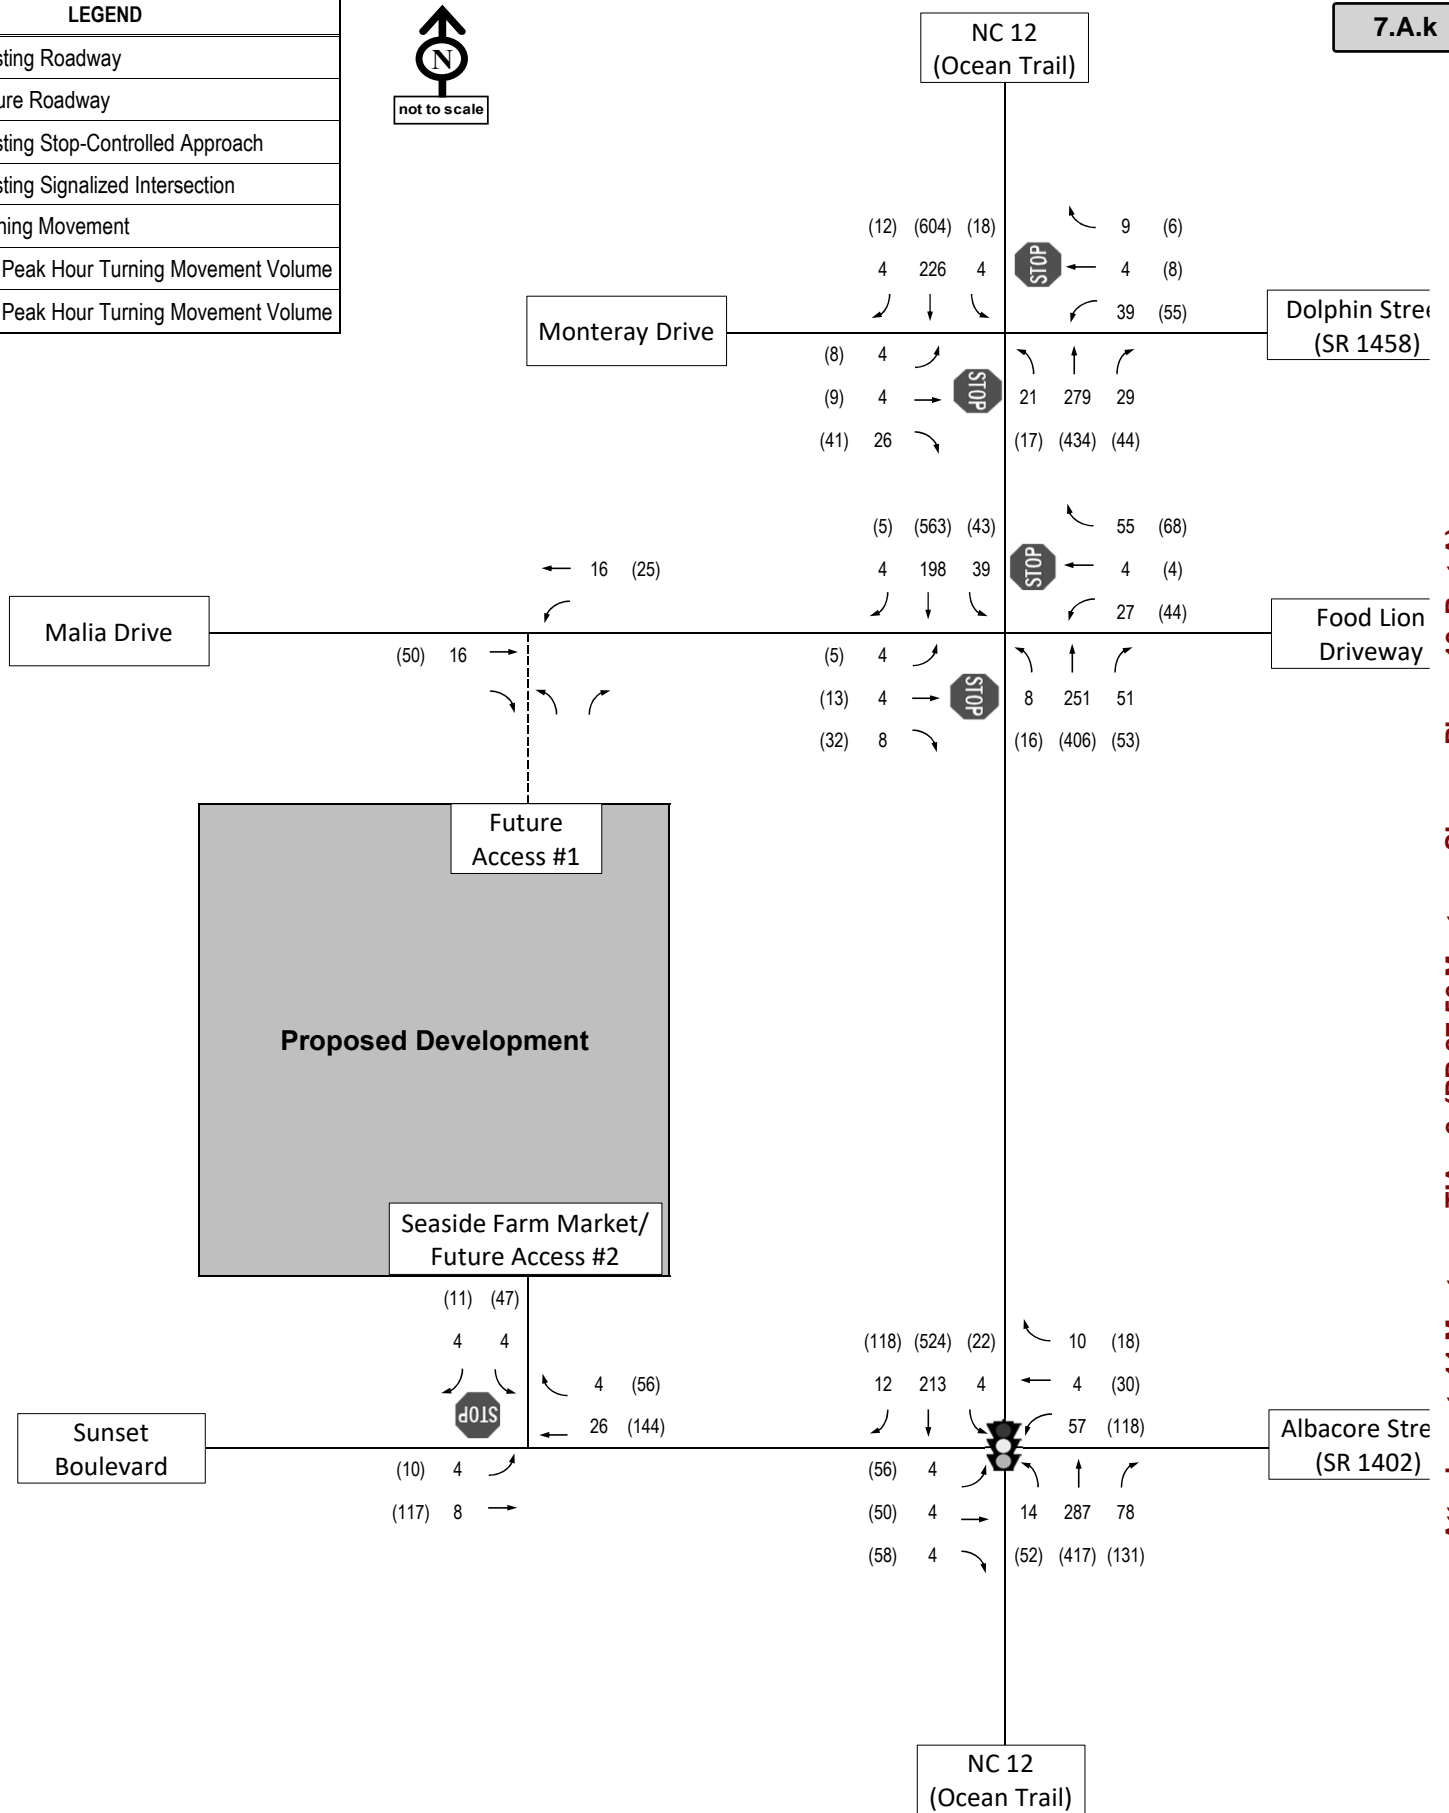 LEGEND
sting Roadway
ure Roadway
sting Stop-Controlled Approach
sting Signalized Intersection
ning Movement
Peak Hour Turning Movement Volume
Peak Hour Turning Movement Volume
N
not to scale
NC 12
(Ocean Trail)
7.A.k
(12) (604) (18)
4 226 4
STOP
9 (6)
4 (8)
39 (55)
Monteray Drive
Dolphin Stree
(SR 1458)
(8) 4
(9) 4
(41) 26
STOP
21 279 29
(17) (434) (44)
16 (25)
(5) (563) (43)
4 198 39
STOP
55 (68)
4 (4)
27 (44)
Malia Drive
Food Lion
Driveway
(50) 16
(5) 4
(13) 4
(32) 8
STOP
8 251 51
(16) (406) (53)
Future
Access #1
Proposed Development
Seaside Farm Market/
Future Access #2
(11) (47)
4 4
STOP
4 (56)
26 (144)
(118) (524) (22)
12 213 4
10 (18)
4 (30)
57 (118)
Sunset
Boulevard
Albacore Stre
(SR 1402)
(10) 4
(117) 8
(56) 4
(50) 4
(58) 4
14 287 78
(52) (417) (131)
NC 12
(Ocean Trail)